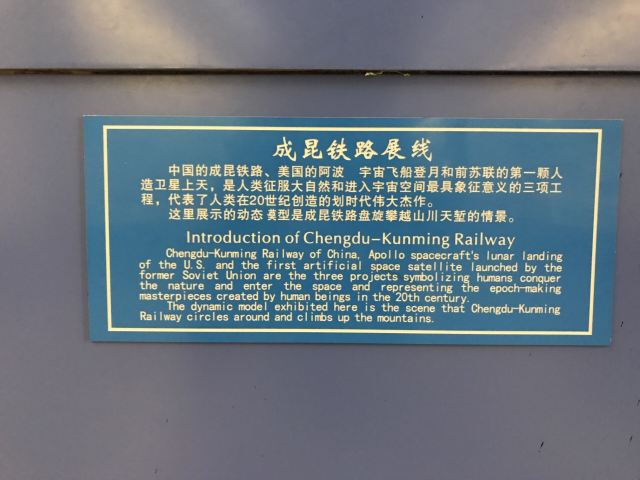 成昆铁路展线
中国的成昆铁路、美国的阿波 宇宙飞船登月和前苏联的第一颗人
造卫星上天，是人类征服大自然和进入宇宙空间最具象征意义的三项工
程，代表了人类在20世纪创造的划时代伟大杰作。
这里展示的动态模型是成昆铁路盘旋攀越山川天堑的情景。
Introduction of Chengdu-Kunming Railway
Chengdu-Kunming Railway of China, Apollo spacecraft's lunar landing
of the U.S. and the first artificial space satellite launched by the
former Soviet Union are the three projects symbolizing humans conquer
the nature and enter the space and representing the epoch-making
masterpieces created by human beings in the 20th century.
The dynamic model exhibited here is the scene that Chengdu-Kunming
Railway circles around and climbs up the mountains.